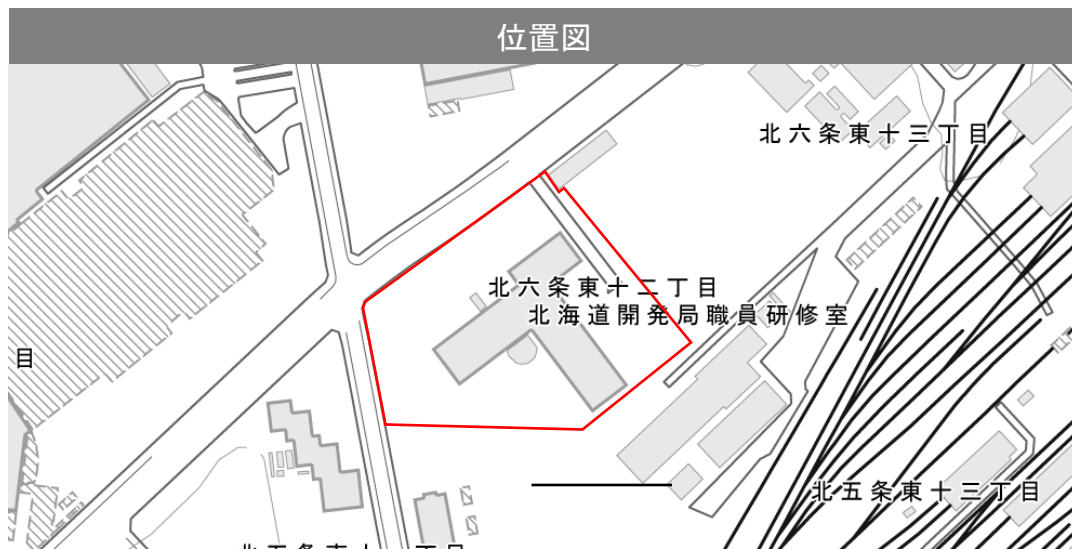 位置図
北六条東十三丁目
北六条東十二丁目
北海道開発局職員研修室
目
北五条東十三丁目